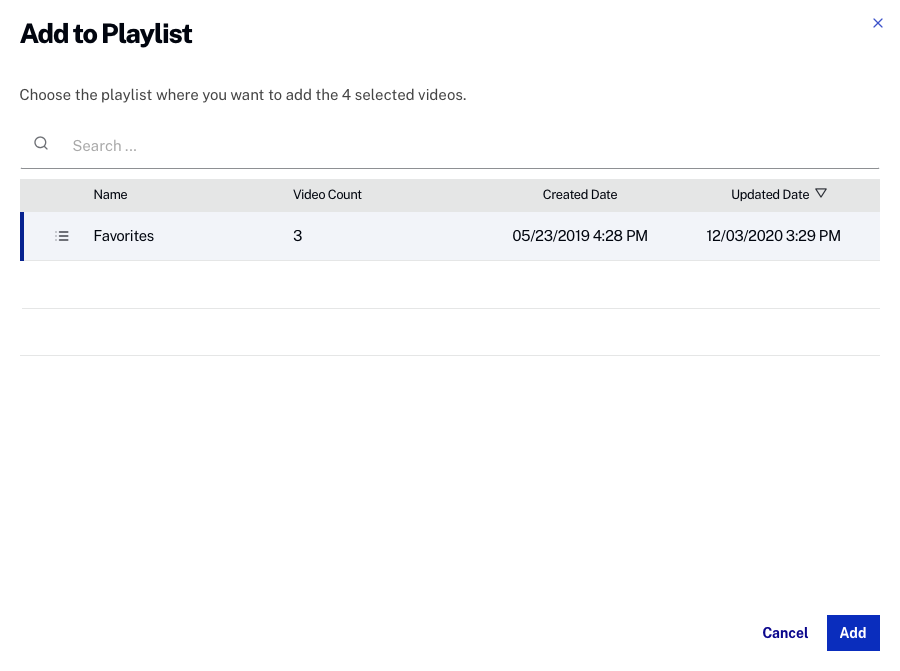 Add to Playlist
Choose the playlist where you want to add the 4 selected videos.
Search ...
Name Video Count Created Date Updated Date
Favorites 3 05/23/2019 4:28 PM 12/03/2020 3:29 PM
Cancel Add